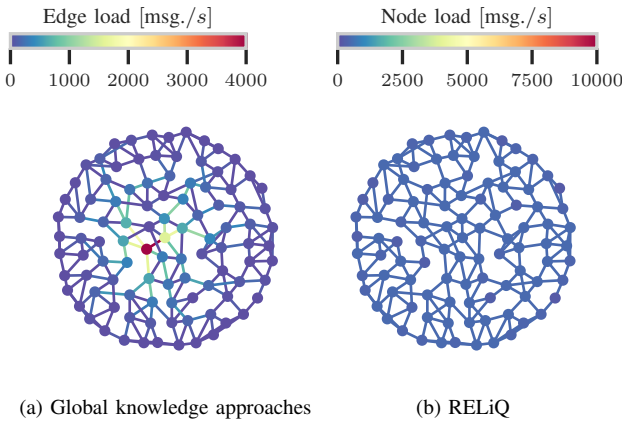 Edge load [msg./s] Node load [msg./s]
0 1000 2000 3000 4000 0 2500 5000 7500 10000
(a) Global knowledge approaches (b) RELiQ